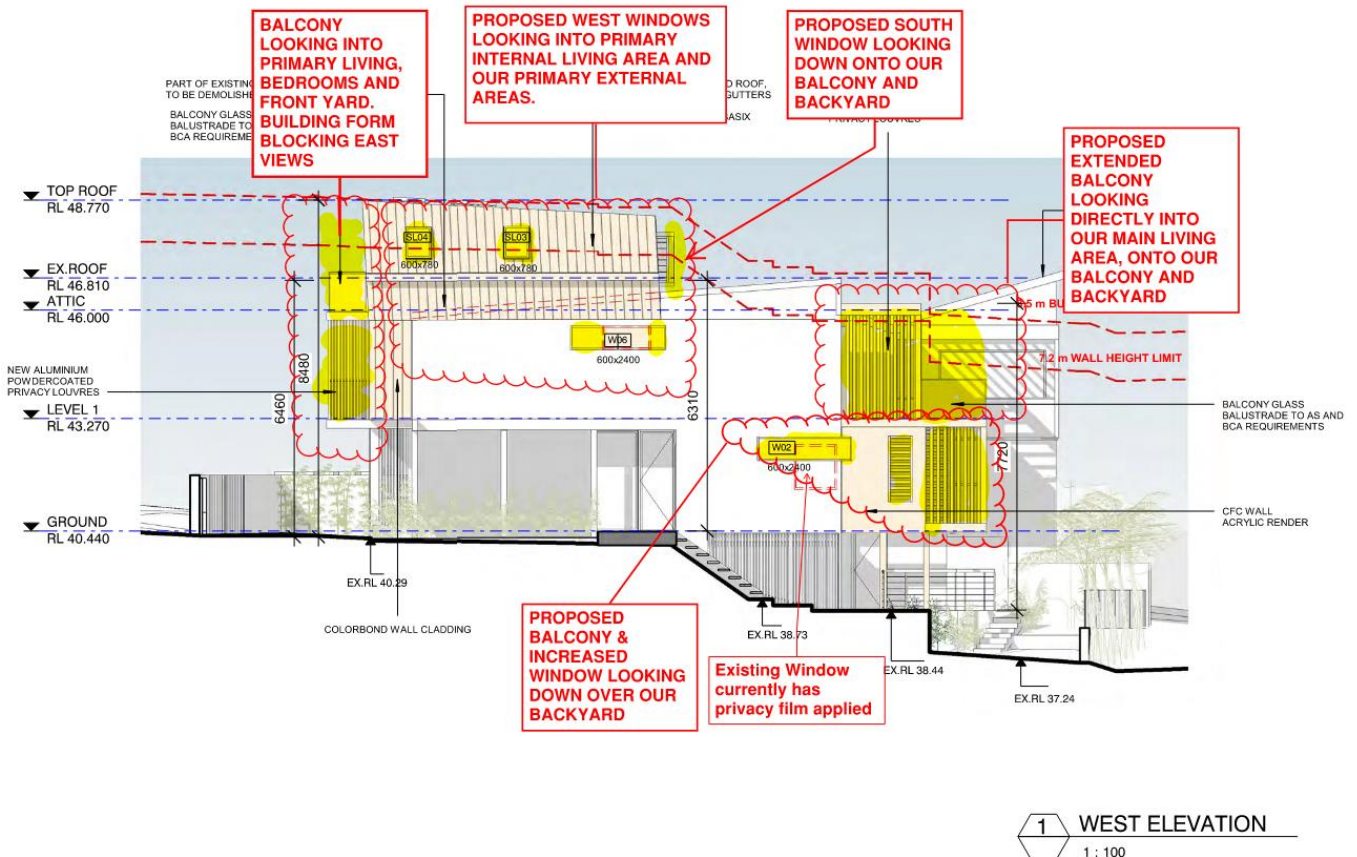 BALCONY
LOOKING INTO
PRIMARY LIVING,
BEDROOMS AND
FRONT YARD.
BUILDING FORM
BLOCKING EAST
VIEWS
PROPOSED WEST WINDOWS
LOOKING INTO PRIMARY
INTERNAL LIVING AREA AND
OUR PRIMARY EXTERNAL
AREAS.
PROPOSED SOUTH
WINDOW LOOKING
DOWN ONTO OUR
BALCONY AND
BACKYARD
PROPOSED
EXTENDED
BALCONY
LOOKING
DIRECTLY INTO
OUR MAIN LIVING
AREA, ONTO OUR
BALCONY AND
BACKYARD
PART OF EXISTING
TO BE DEMOLISHE
BALCONY GLASS
BALUSTRADE TO
BCA REQUIREME
ROOF,
GUTTERS
ASIX
TOP ROOF
RL 48.770
EX.ROOF
RL 46.810
ATTIC
RL 46.000
SL04
600x780
SL03
600x780
W06
600x2400
7.2 m WALL HEIGHT LIMIT
NEW ALUMINIUM
POWDERCOATED
PRIVACY LOUVRES
8480
6460
6310
7720
LEVEL 1
RL 43.270
BALCONY GLASS
BALUSTRADE TO AS AND
BCA REQUIREMENTS
W02
600x2400
CFC WALL
ACRYLIC RENDER
GROUND
RL 40.440
EX.RL 40.29
COLORBOND WALL CLADDING
EX.RL 38.73
EX.RL 38.44
EX.RL 37.24
PROPOSED
BALCONY &
INCREASED
WINDOW LOOKING
DOWN OVER OUR
BACKYARD
Existing Window
currently has
privacy film applied
1 WEST ELEVATION
1 : 100